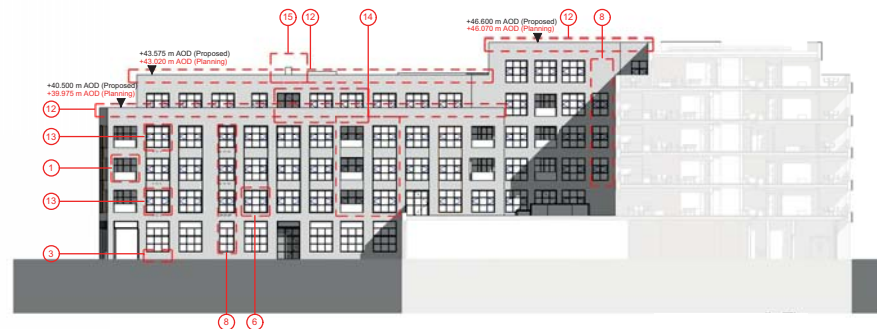 15
12
14
+46.600 m AOD (Proposed)
+46.070 m AOD (Planning)
12
8
+43.575 m AOD (Proposed)
+43.020 m AOD (Planning)
+40.500 m AOD (Proposed)
+39.975 m AOD (Planning)
12
13
1
13
3
8
6